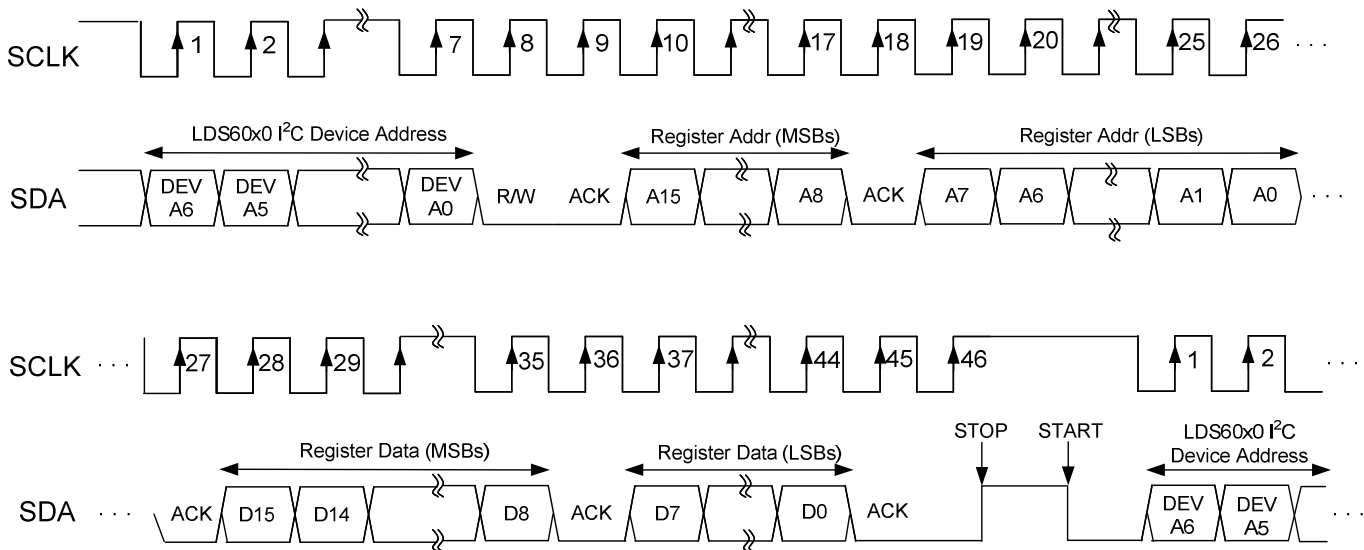 SCLK 1 2 7 8 9 10 17 18 19 20 25 26 . . .
LDS60x0 I²C Device Address Register Addr (MSBs) Register Addr (LSBs)
SDA DEV A6 DEV A5 DEV A0 R/W ACK A15 A8 ACK A7 A6 A1 A0 . . .
SCLK . . . 27 28 29 35 36 37 44 45 46 1 2 . . .
Register Data (MSBs) Register Data (LSBs) STOP START LDS60x0 I²C Device Address
SDA . . . ACK D15 D14 D8 ACK D7 D0 ACK DEV A6 DEV A5 . . .